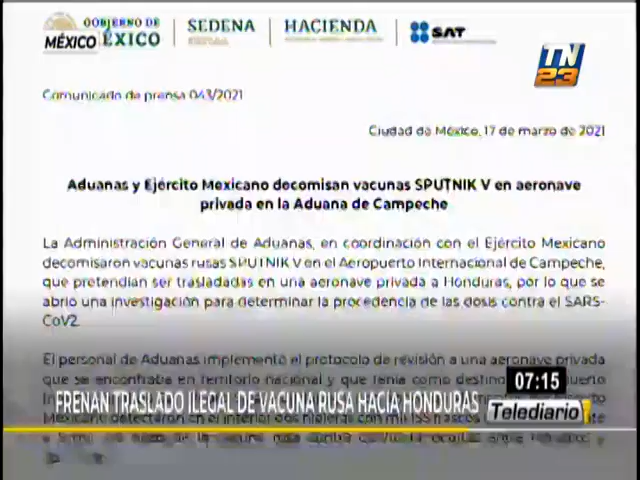 GOBIERNO DE
MÉXICO
MÉXICO
SEDENA
HACIENDA
SAT
TN
23
Comunicado de prensa 043/2021
Ciudad de México, 17 de marzo de 2021
Aduanas y Ejército Mexicano decomisan vacunas SPUTNIK V en aeronave
privada en la Aduana de Campeche
La Administración General de Aduanas, en coordinación con el Ejército Mexicano
decomisaron vacunas rusas SPUTNIK V en el Aeropuerto Internacional de Campeche,
que pretendían ser trasladadas en una aeronave privada a Honduras, por lo que se
abrió una investigación para determinar la procedencia de las dosis contra el SARS-
CoV2.
El personal de Aduanas implementó el protocolo de revisión a una aeronave privada
que se encontraba en territorio nacional y que tenía como destino
07:15
FRENAN TRASLADO ILEGAL DE VACUNA RUSA HACÍA HONDURAS
Telediario